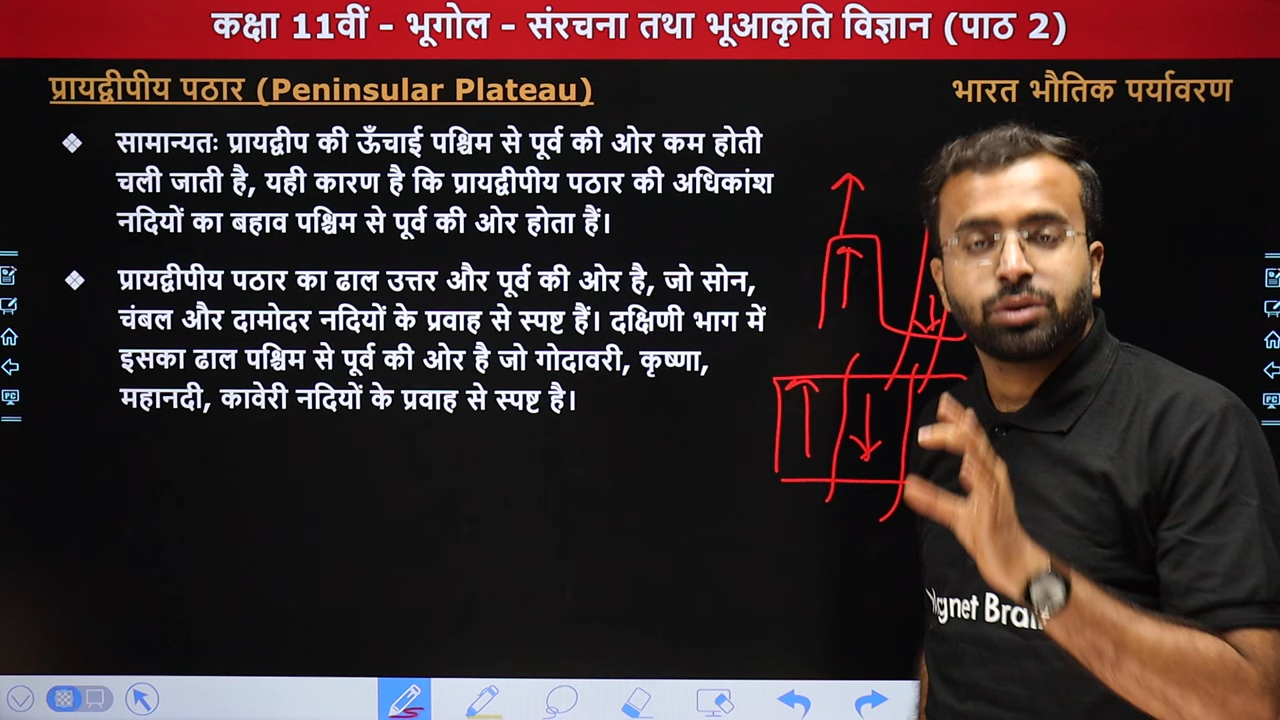 कक्षा 11वीं - भूगोल - संरचना तथा भूआकृति विज्ञान (पाठ 2)
प्रायद्वीपीय पठार (Peninsular Plateau)
भारत भौतिक पर्यावरण
❖ सामान्यतः प्रायद्वीप की ऊँचाई पश्चिम से पूर्व की ओर कम होती
चली जाती है, यही कारण है कि प्रायद्वीपीय पठार की अधिकांश
नदियों का बहाव पश्चिम से पूर्व की ओर होता हैं।
❖ प्रायद्वीपीय पठार का ढाल उत्तर और पूर्व की ओर है, जो सोन,
चंबल और दामोदर नदियों के प्रवाह से स्पष्ट हैं। दक्षिणी भाग में
इसका ढाल पश्चिम से पूर्व की ओर है जो गोदावरी, कृष्णा,
महानदी, कावेरी नदियों के प्रवाह से स्पष्ट है।
PC
PC